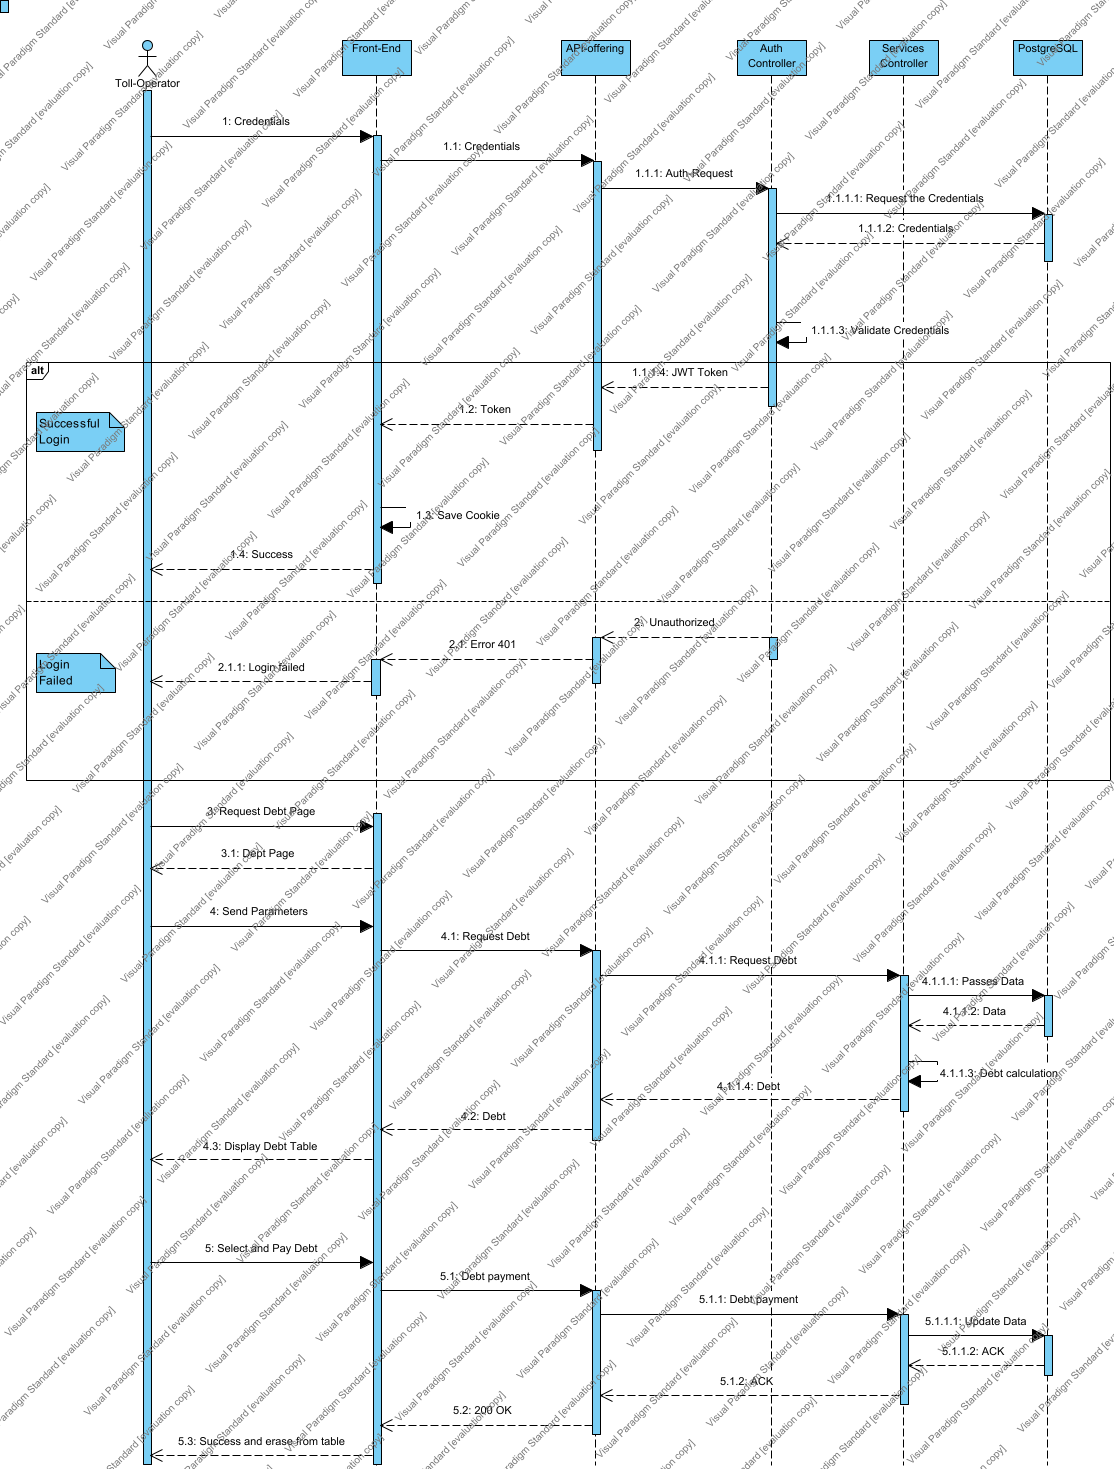 Front-End
API-offering
Auth
Controller
Services
Controller
PostgreSQL
Toll-Operator
1: Credentials
1.1: Credentials
1.1.1: Auth-Request
1.1.1.1: Request the Credentials
1.1.1.2: Credentials
1.1.1.3: Validate Credentials
alt
1.1.1.4: JWT Token
1.2: Token
Successful
Login
1.3: Save Cookie
1.4: Success
2: Unauthorized
2.1: Error 401
Login
Failed
2.1.1: Login failed
3: Request Debt Page
3.1: Dept Page
4: Send Parameters
4.1: Request Debt
4.1.1: Request Debt
4.1.1.1: Passes Data
4.1.1.2: Data
4.1.1.3: Debt calculation
4.1.1.4: Debt
4.2: Debt
4.3: Display Debt Table
5: Select and Pay Debt
5.1: Debt payment
5.1.1: Debt payment
5.1.1.1: Update Data
5.1.1.2: ACK
5.1.2: ACK
5.2: 200 OK
5.3: Success and erase from table
Visual Paradigm Standard [evaluation copy]